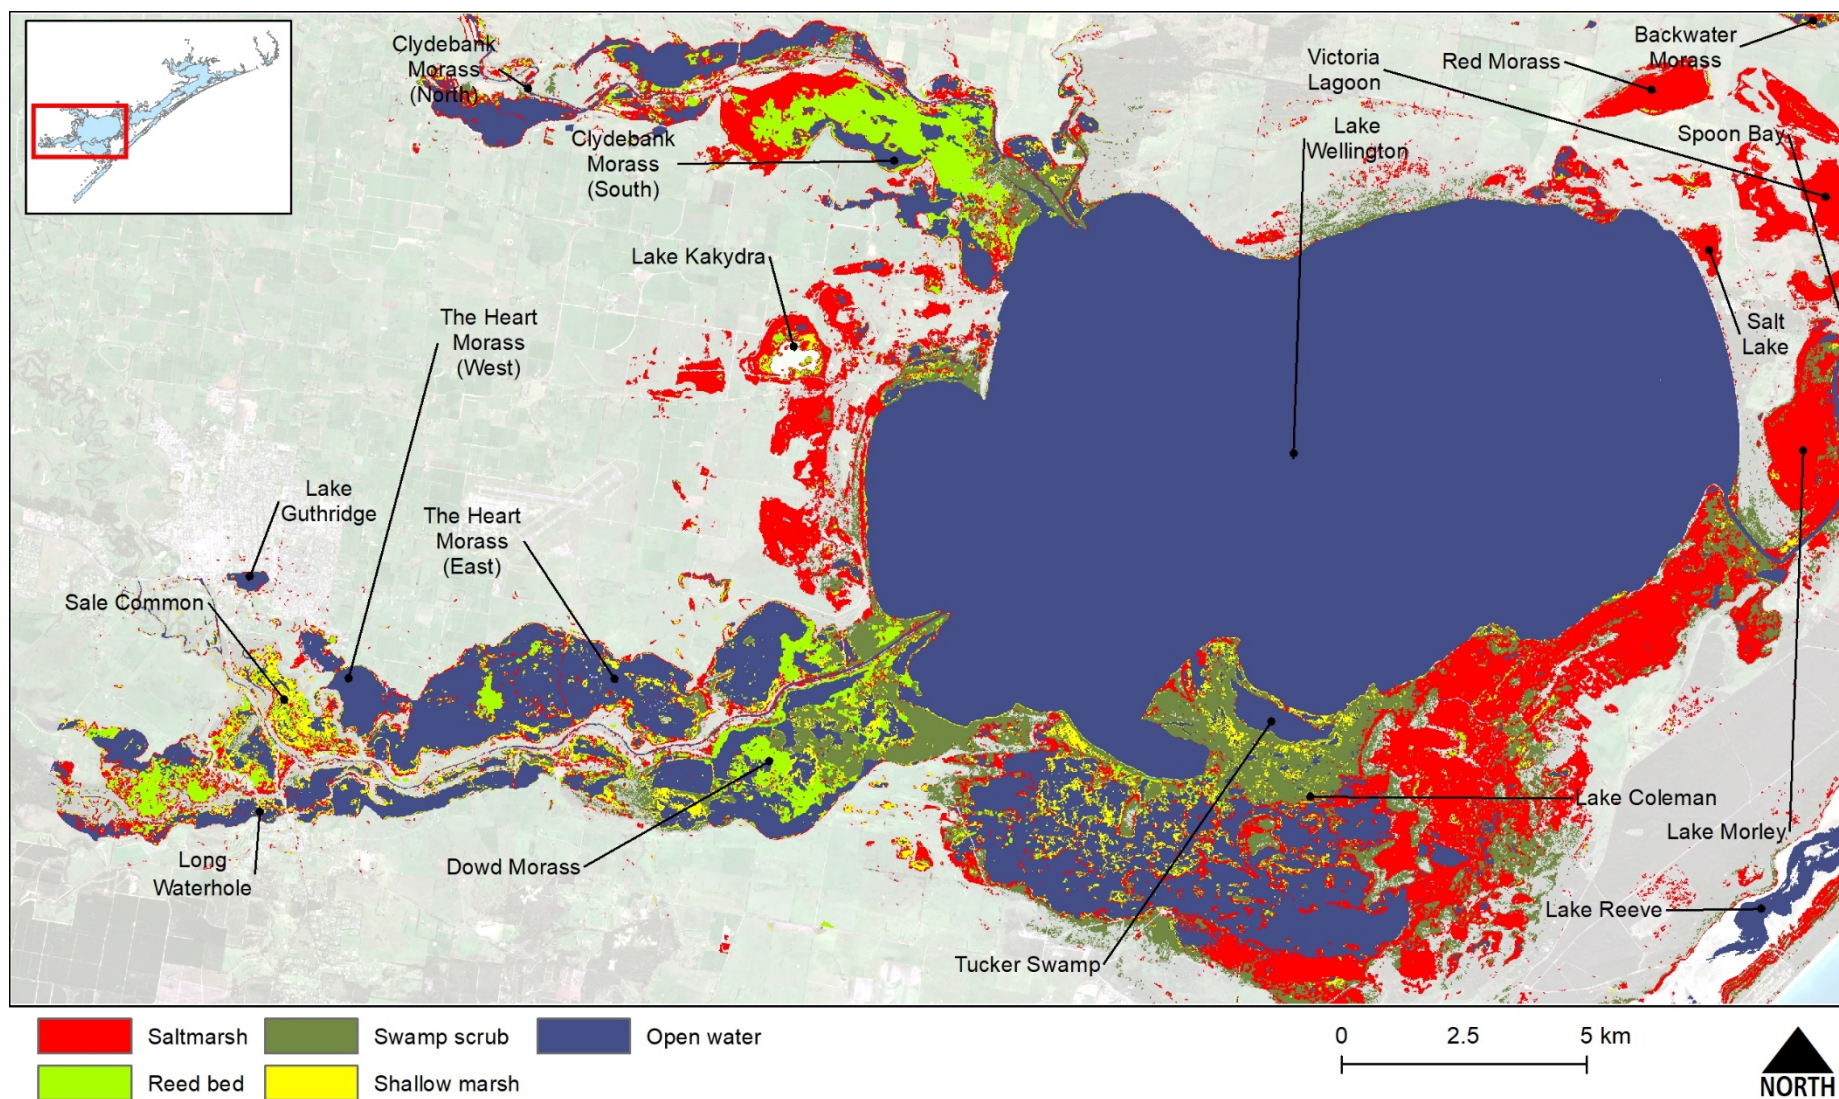 Clydebank
Morass
(North)
Backwater
Morass
Victoria
Lagoon
Red Morass
Lake
Wellington
Spoon Bay
Clydebank
Morass
(South)
Lake Kakydra
The Heart
Morass
(West)
Salt
Lake
Lake
Guthridge
The Heart
Morass
(East)
Sale Common
Lake Coleman
Lake Morley
Long
Waterhole
Dowd Morass
Lake Reeve
Tucker Swamp
Saltmarsh
Swamp scrub
Open water
Reed bed
Shallow marsh
0 2.5 5 km
NORTH